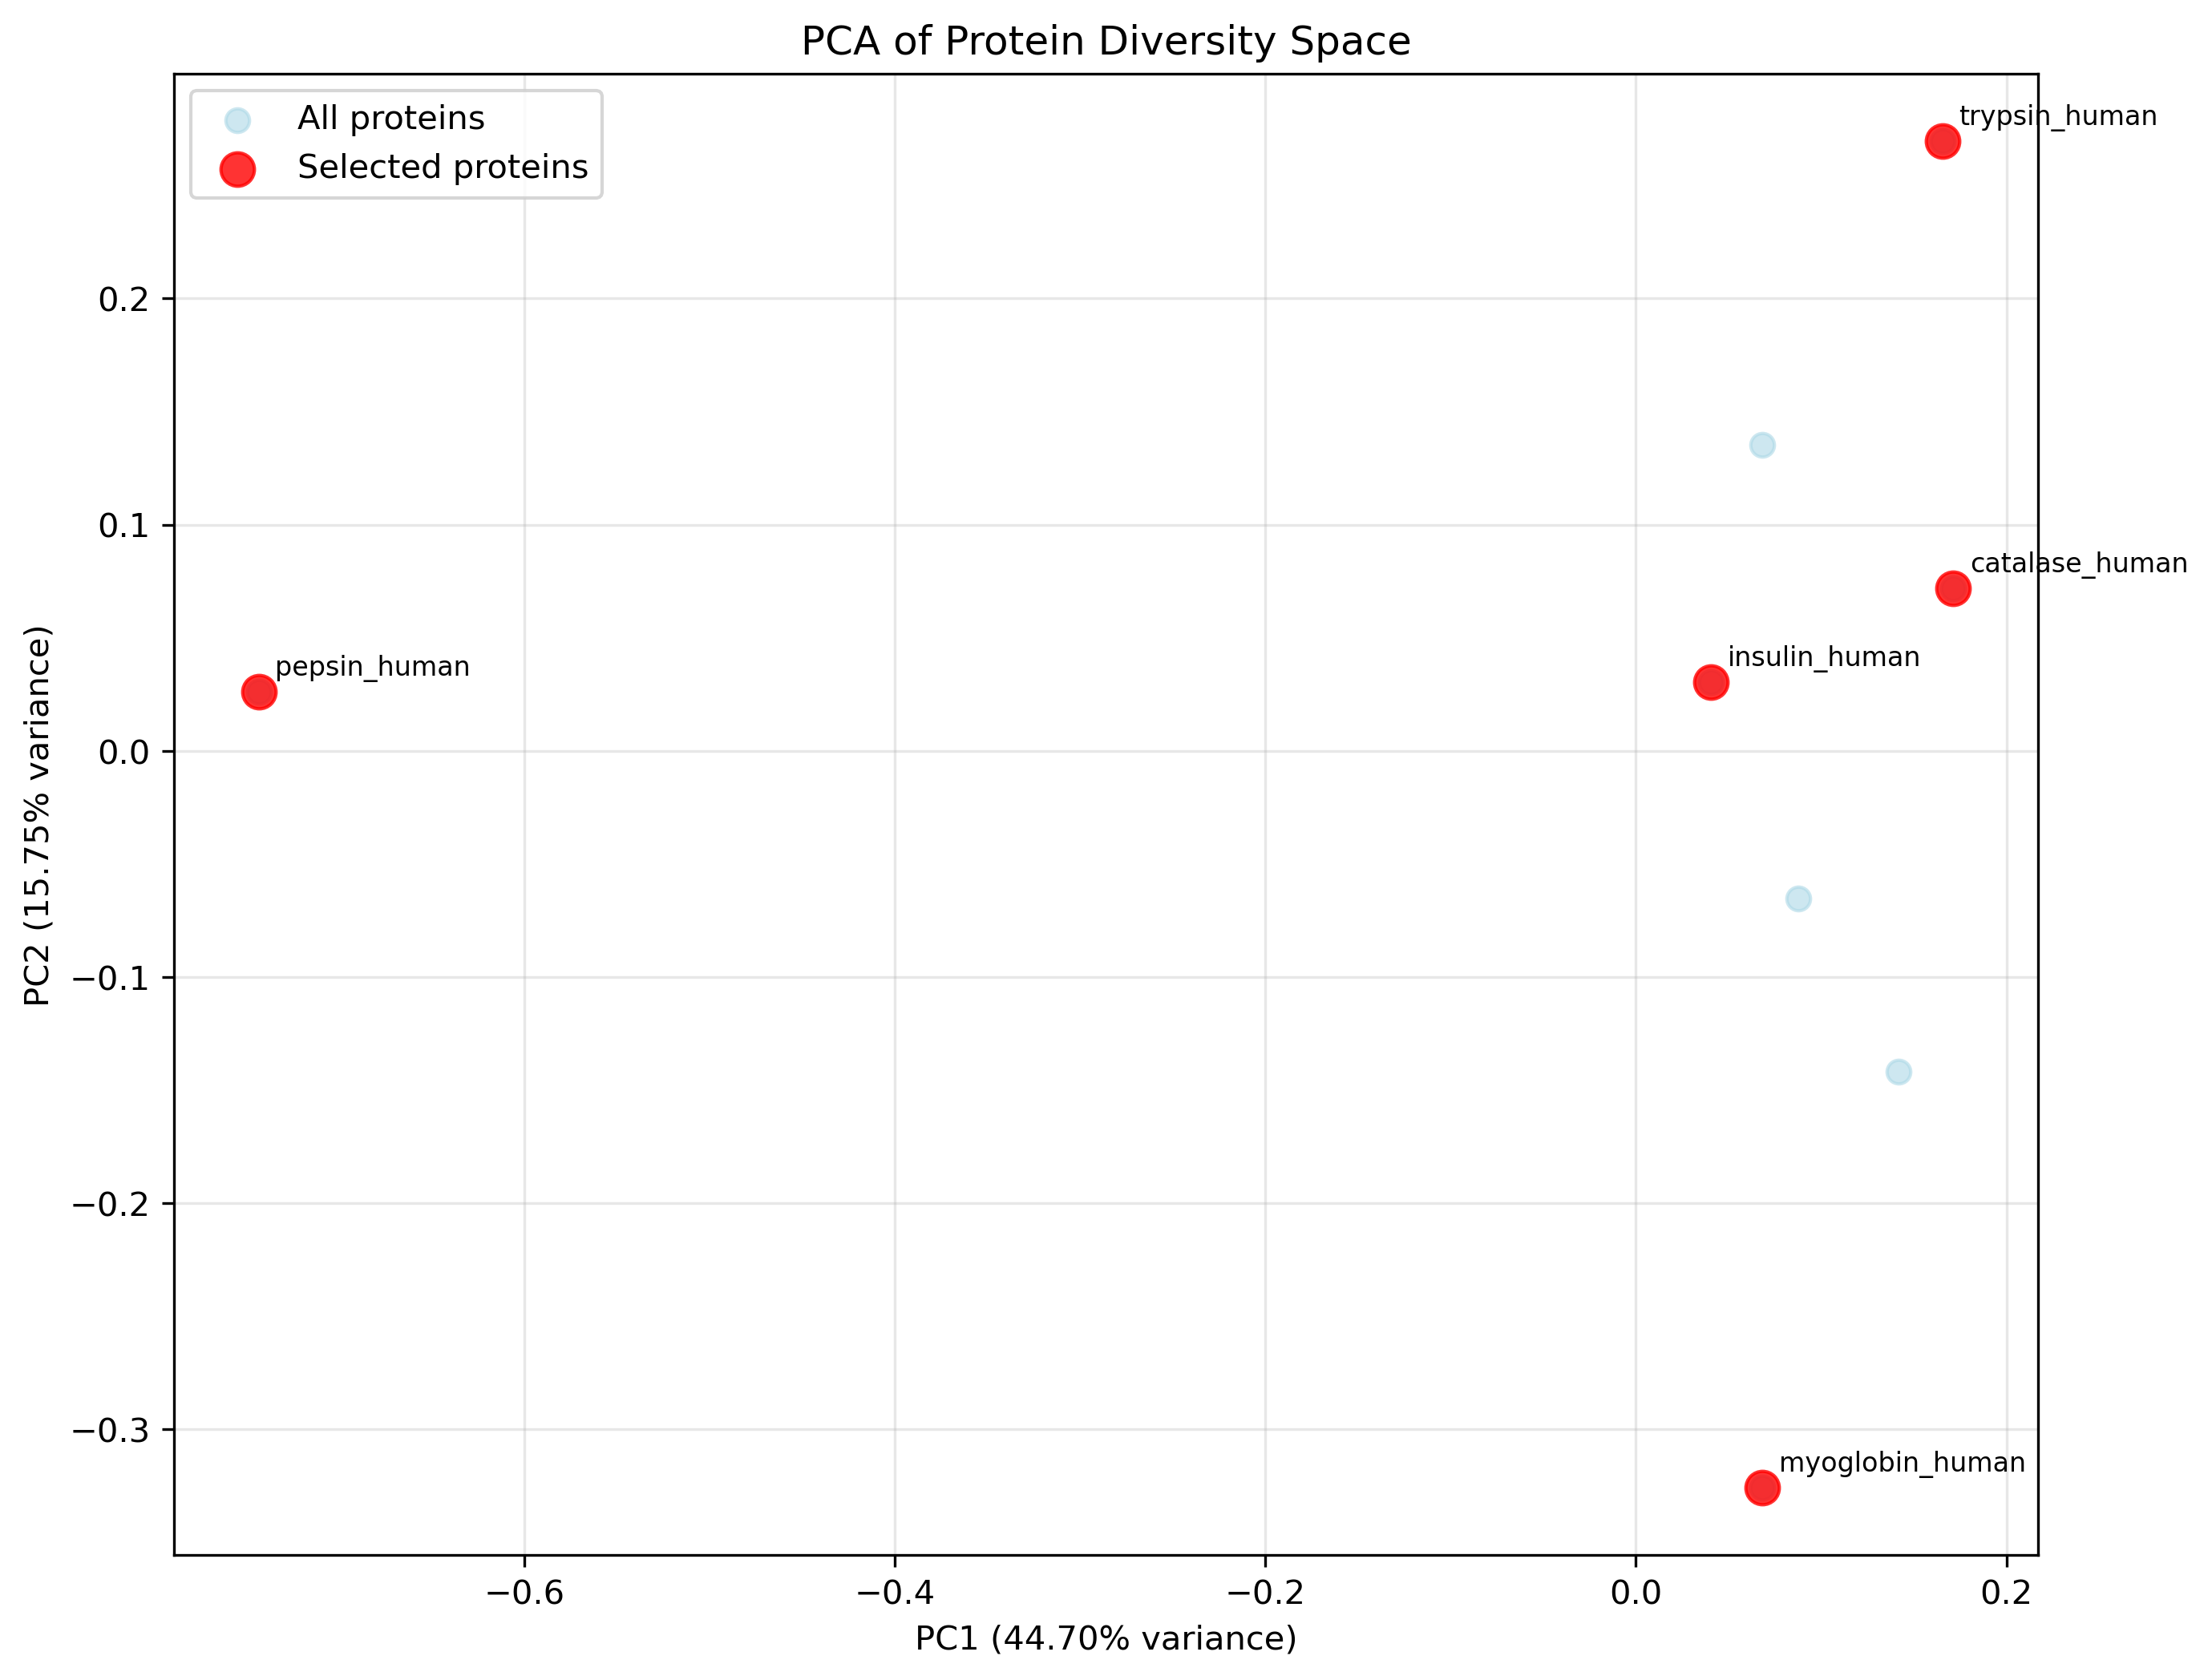 PCA of Protein Diversity Space
All proteins
Selected proteins
trypsin_human
catalase_human
insulin_human
pepsin_human
myoglobin_human
0.2
0.1
0.0
−0.1
−0.2
−0.3
PC2 (15.75% variance)
−0.6
−0.4
−0.2
0.0
0.2
PC1 (44.70% variance)